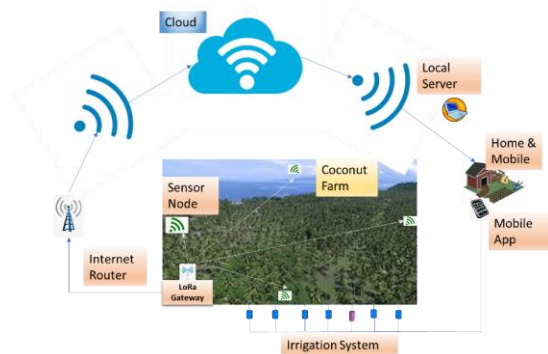 Cloud
Local
Server
Home &
Mobile
Coconut
Farm
Sensor
Node
Mobile
App
Internet
Router
LoRa
Gateway
Irrigation System